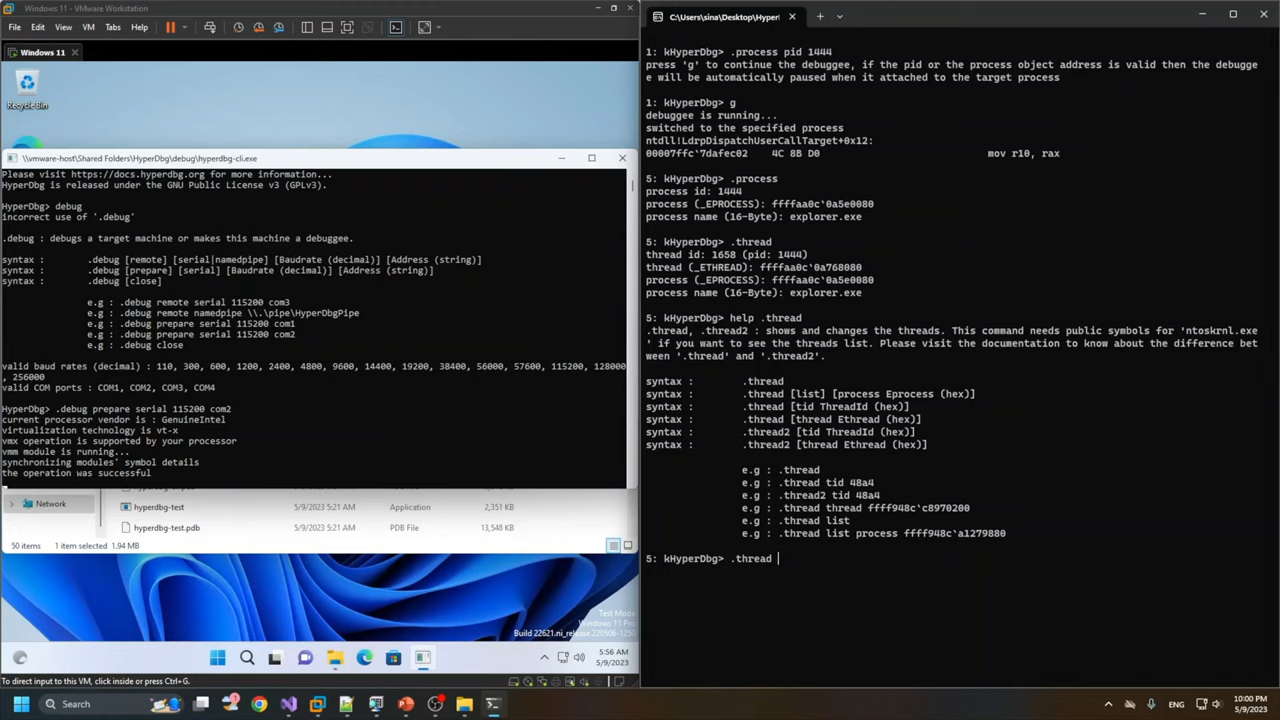 Windows 11 - VMware Workstation
File Edit View VM Tabs Help
Windows 11
Recycle Bin
\\vmware-host\Shared Folders\HyperDbg\debug\hyperdbg-cli.exe
Please visit https://docs.hyperdbg.org for more information...
HyperDbg is released under the GNU Public License v3 (GPLv3).
HyperDbg> debug
incorrect use of '.debug'
.debug : debugs a target machine or makes this machine a debuggee.
syntax : .debug [remote] [serial|namedpipe] [Baudrate (decimal)] [Address (string)]
syntax : .debug [prepare] [serial] [Baudrate (decimal)] [Address (string)]
syntax : .debug [close]
e.g : .debug remote serial 115200 com3
e.g : .debug remote namedpipe \\.\pipe\HyperDbgPipe
e.g : .debug prepare serial 115200 com1
e.g : .debug prepare serial 115200 com2
e.g : .debug close
valid baud rates (decimal) : 110, 300, 600, 1200, 2400, 4800, 9600, 14400, 19200, 38400, 56000, 57600, 115200, 128000
, 256000
valid COM ports : COM1, COM2, COM3, COM4
HyperDbg> .debug prepare serial 115200 com2
current processor vendor is : GenuineIntel
virtualization technology is vt-x
vmx operation is supported by your processor
vmm module is running...
synchronizing modules' symbol details
the operation was successful
Network
hyperdbg-test Application 2,351 KB
hyperdbg-test.pdb PDB File 13,548 KB
5/9/2023 5:21 AM
5/9/2023 5:21 AM
50 items 1 item selected 1.94 MB
Test Mode
Windows 11 Pro
Build 22621.ni_release.220506-1250
5:56 AM
5/9/2023
To direct input to this VM, click inside or press Ctrl+G.
C:\Users\sina\Desktop\Hyper
1: kHyperDbg> .process pid 1444
press 'g' to continue the debuggee, if the pid or the process object address is valid then the debugge
e will be automatically paused when it attached to the target process
1: kHyperDbg> g
debuggee is running...
switched to the specified process
ntdll!LdrpDispatchUserCallTarget+0x12:
00007ffc`7dafec02 4C 8B D0 mov r10, rax
5: kHyperDbg> .process
process id: 1444
process (_EPROCESS): ffffaa0c`0a5e0080
process name (16-Byte): explorer.exe
5: kHyperDbg> .thread
thread id: 1658 (pid: 1444)
thread (_ETHREAD): ffffaa0c`0a768080
process (_EPROCESS): ffffaa0c`0a5e0080
process name (16-Byte): explorer.exe
5: kHyperDbg> help .thread
.thread, .thread2 : shows and changes the threads. This command needs public symbols for 'ntoskrnl.exe
' if you want to see the threads list. Please visit the documentation to know about the difference bet
ween '.thread' and '.thread2'.
syntax : .thread
syntax : .thread [list] [process Eprocess (hex)]
syntax : .thread [tid ThreadId (hex)]
syntax : .thread [thread Ethread (hex)]
syntax : .thread2 [tid ThreadId (hex)]
syntax : .thread2 [thread Ethread (hex)]
e.g : .thread
e.g : .thread tid 48a4
e.g : .thread2 tid 48a4
e.g : .thread thread ffff948c`c8970200
e.g : .thread list
e.g : .thread list process ffff948c`a1279880
5: kHyperDbg> .thread
Search
ENG
10:00 PM
5/9/2023